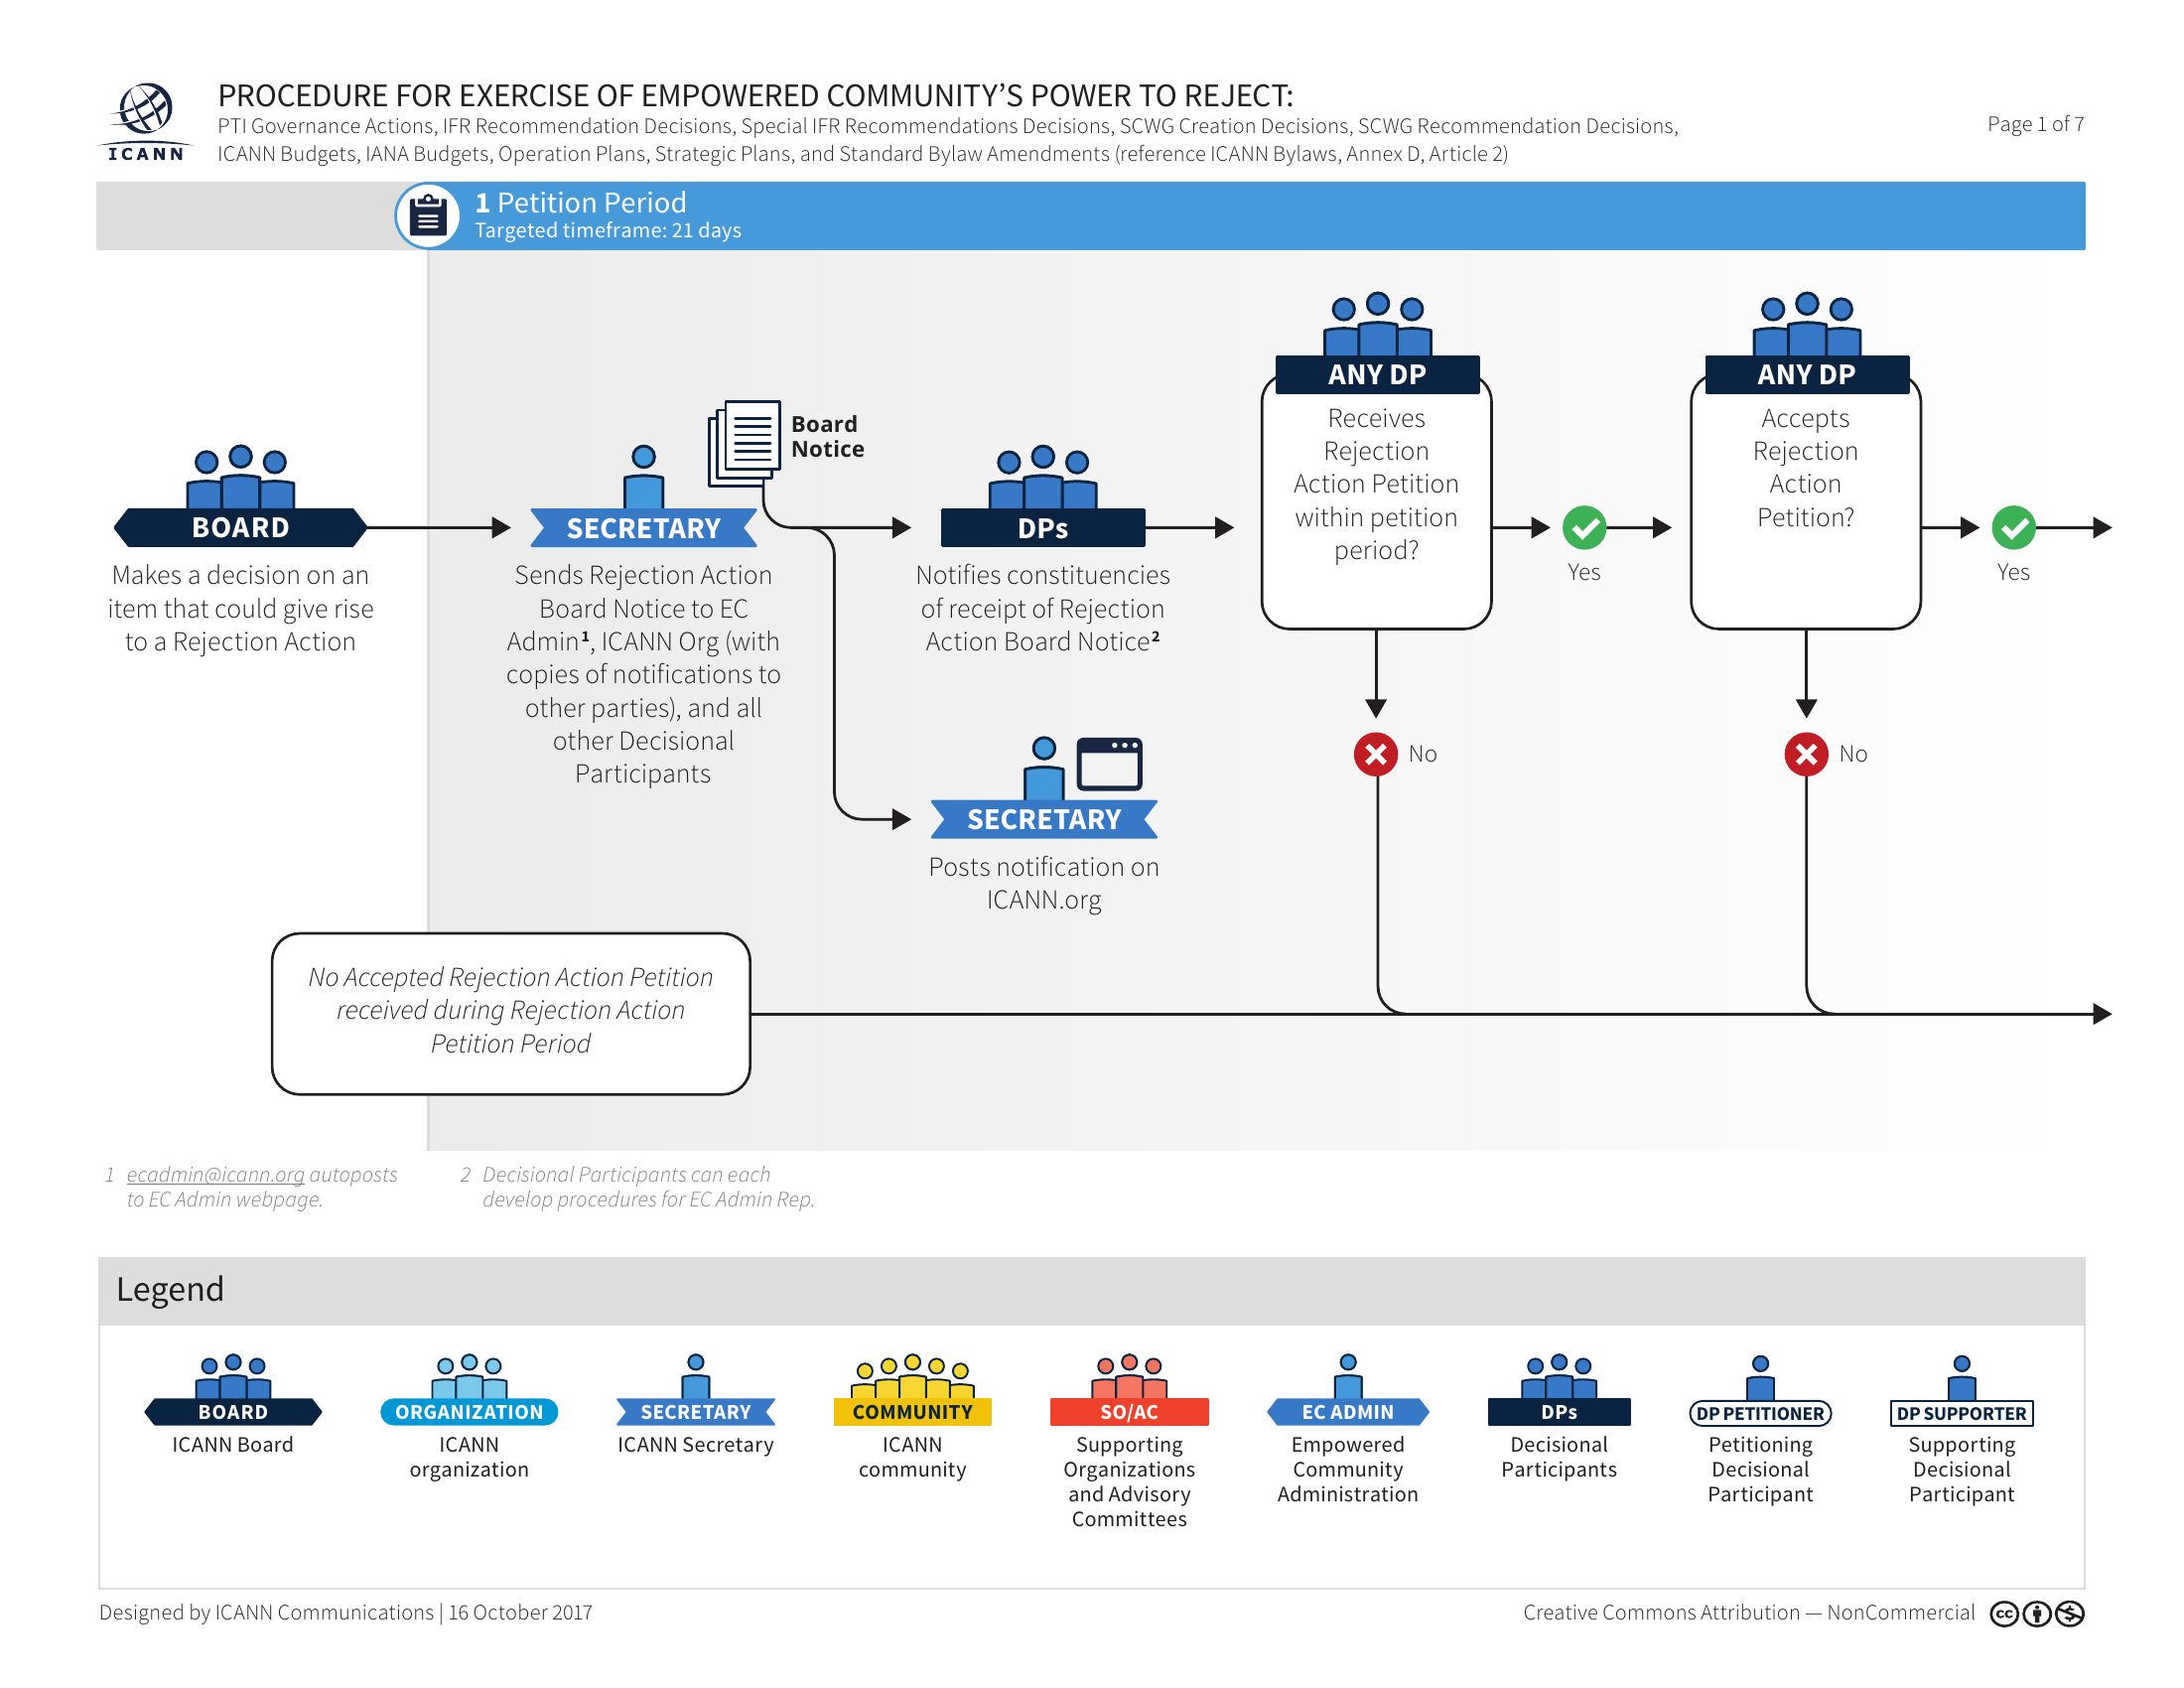 ICANN
PROCEDURE FOR EXERCISE OF EMPOWERED COMMUNITY’S POWER TO REJECT:
PTI Governance Actions, IFR Recommendation Decisions, Special IFR Recommendations Decisions, SCWG Creation Decisions, SCWG Recommendation Decisions,
ICANN Budgets, IANA Budgets, Operation Plans, Strategic Plans, and Standard Bylaw Amendments (reference ICANN Bylaws, Annex D, Article 2)
Page 1 of 7
1 Petition Period
Targeted timeframe: 21 days
BOARD
Makes a decision on an
item that could give rise
to a Rejection Action
Board
Notice
SECRETARY
Sends Rejection Action
Board Notice to EC
Admin¹, ICANN Org (with
copies of notifications to
other parties), and all
other Decisional
Participants
DPs
Notifies constituencies
of receipt of Rejection
Action Board Notice²
SECRETARY
Posts notification on
ICANN.org
ANY DP
Receives
Rejection
Action Petition
within petition
period?
Yes
No
ANY DP
Accepts
Rejection
Action
Petition?
Yes
No
No Accepted Rejection Action Petition
received during Rejection Action
Petition Period
1 ecadmin@icann.org autoposts
to EC Admin webpage.
2 Decisional Participants can each
develop procedures for EC Admin Rep.
Legend
BOARD
ICANN Board
ORGANIZATION
ICANN
organization
SECRETARY
ICANN Secretary
COMMUNITY
ICANN
community
SO/AC
Supporting
Organizations
and Advisory
Committees
EC ADMIN
Empowered
Community
Administration
DPs
Decisional
Participants
DP PETITIONER
Petitioning
Decisional
Participant
DP SUPPORTER
Supporting
Decisional
Participant
Designed by ICANN Communications | 16 October 2017
Creative Commons Attribution — NonCommercial
cc